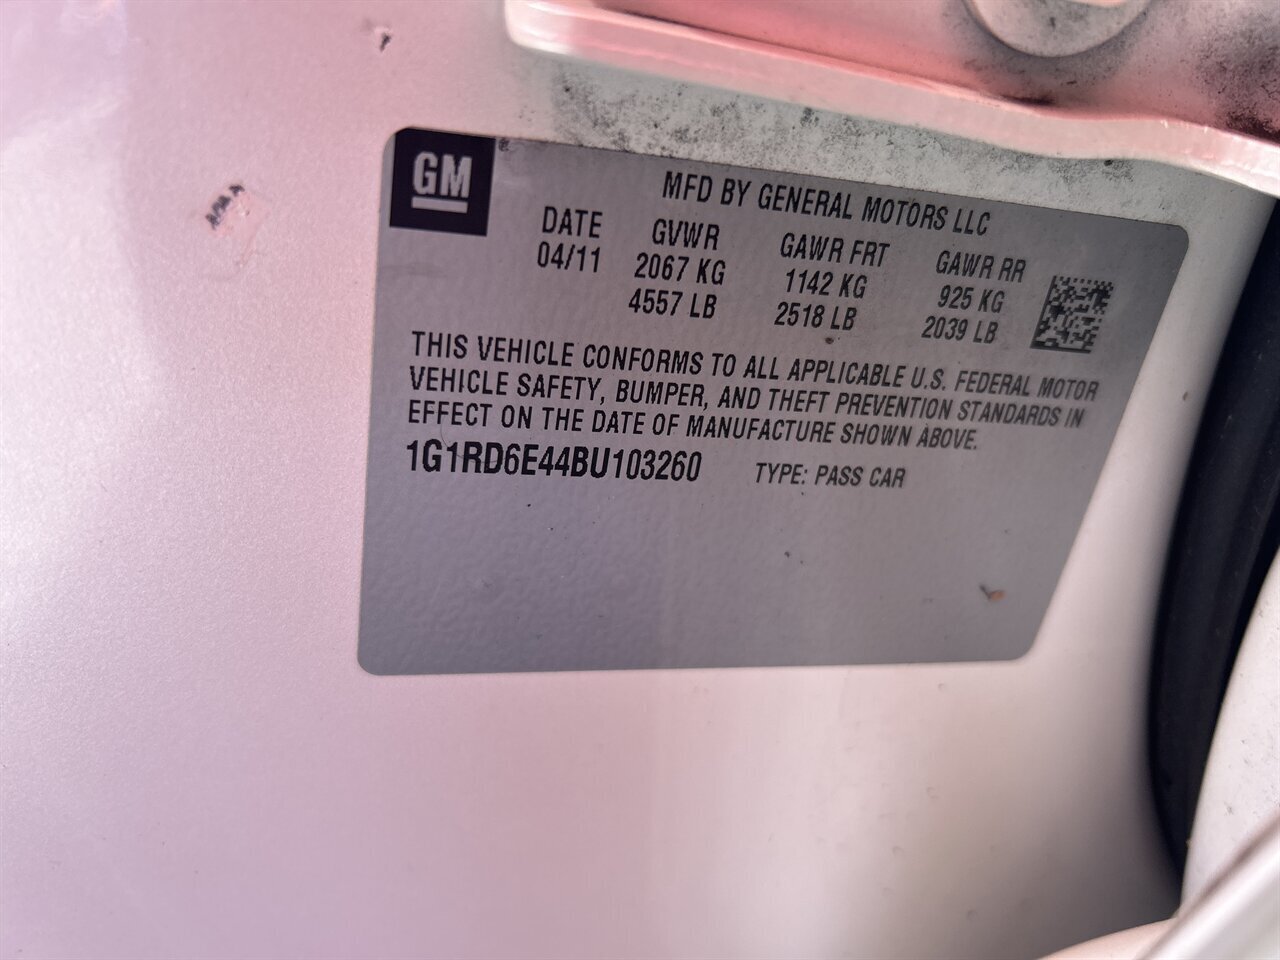 GM
MFD BY GENERAL MOTORS LLC
DATE GVWR GAWR FRT GAWR RR
04/11 2067 KG 1142 KG 925 KG
4557 LB 2518 LB 2039 LB
THIS VEHICLE CONFORMS TO ALL APPLICABLE U.S. FEDERAL MOTOR
VEHICLE SAFETY, BUMPER, AND THEFT PREVENTION STANDARDS IN
EFFECT ON THE DATE OF MANUFACTURE SHOWN ABOVE.
1G1RD6E44BU103260 TYPE: PASS CAR